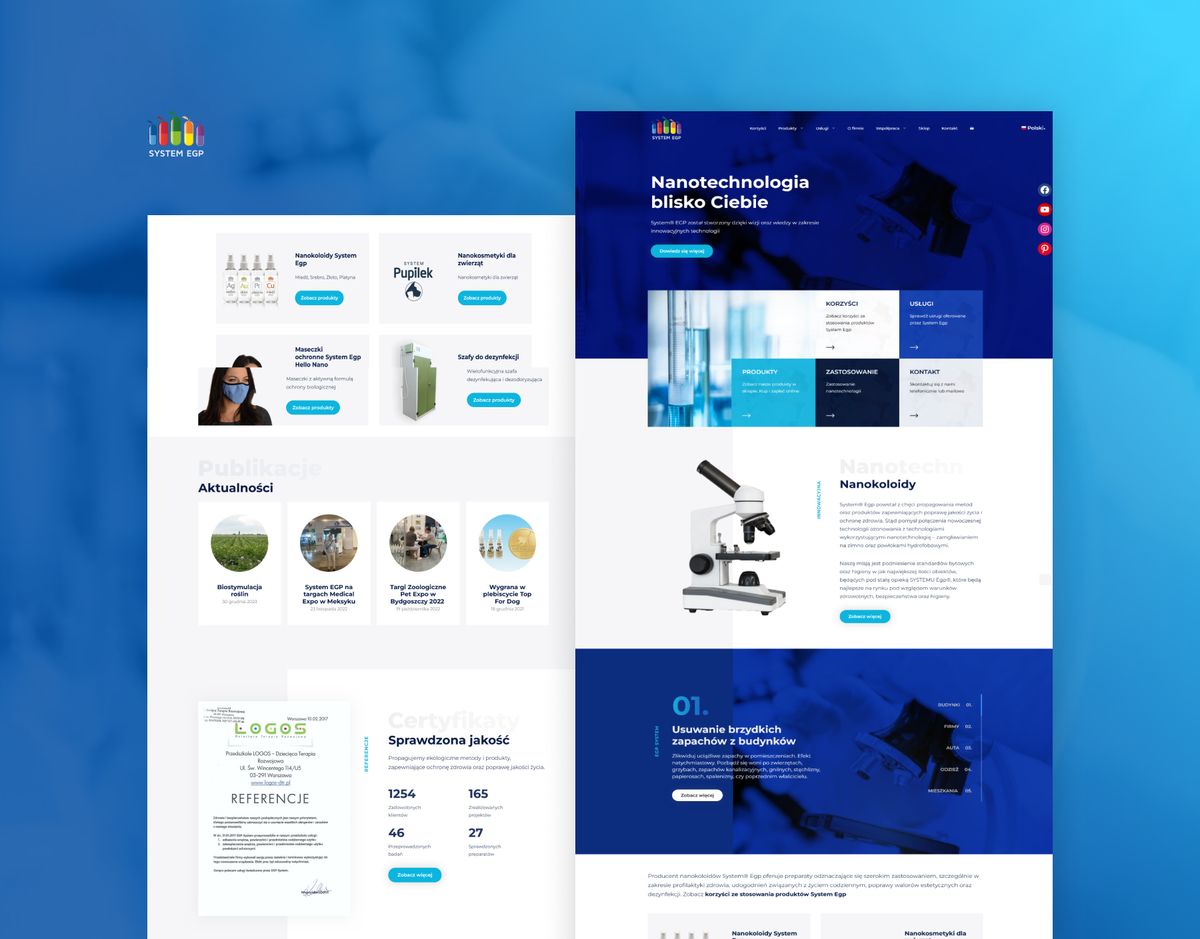 SYSTEM EGP
Nanokoloidy System
Egp
Miedź, Srebro, Złoto, Platyna
Zobacz produkty
Ag
Au
Pt
Cu
SYSTEM
Pupilek
Nanokosmetyki dla
zwierząt
Nanokosmetyki dla zwierząt
Zobacz produkty
Maseczki
ochronne System Egp
Hello Nano
Maseczki z aktywną formułą
ochrony biologicznej
Zobacz produkty
Szafy do dezynfekcji
Wielofunkcyjna szafa
dezynfekująca i dezodoryzująca
Zobacz produkty
Publikacje
Aktualności
Biostymulacja
roślin
30 grudnia 2023
System EGP na
targach Medical
Expo w Meksyku
23 listopada 2022
Targi Zoologiczne
Pet Expo w
Bydgoszczy 2022
19 października 2022
Wygrana w
plebiscycie Top
For Dog
19 grudnia 2021
Warszawa 10.02.2017
LOGOS
Dziecięca Terapia Rozwojowa
Przedszkole LOGOS – Dziecięca Terapia
Rozwojowa
Ul. Św. Wincentego 114/U5
03-291 Warszawa
www.logos-dtr.pl
REFERENCJE
REFERENCJE
Certyfikaty
Sprawdzona jakość
Propagujemy ekologiczne metody i produkty,
zapewniające ochronę zdrowia oraz poprawę jakości życia.
1254
Zadowolonych
klientów
165
Zrealizowanych
projektów
46
Przeprowadzonych
badań
27
Sprawdzonych
preparatów
Zobacz więcej
SYSTEM EGP
Korzyści Produkty Usługi O firmie Współpraca Sklep Kontakt
Polski
Nanotechnologia
blisko Ciebie
System® EGP został stworzony dzięki wizji oraz wiedzy w zakresie
innowacyjnych technologii
Dowiedz się więcej
KORZYŚCI
Zobacz korzyści ze
stosowania produktów
System Egp
USŁUGI
Sprawdź usługi oferowane
przez System Egp
PRODUKTY
Zobacz nasze produkty w
sklepie. Kup i zapłać online
ZASTOSOWANIE
Zastosowanie
nanotechnologii
KONTAKT
Skontaktuj się z nami
telefonicznie lub mailowo
INNOWACYJNA
Nanotechn
Nanokoloidy
System® Egp powstał z chęci propagowania metod
oraz produktów zapewniających poprawę jakości życia i
ochronę zdrowia. Stąd pomysł połączenia nowoczesnej
technologii ozonowania z technologiami
wykorzystującymi nanotechnologię – zamgławianiem
na zimno oraz powłokami hydrofobowymi.
Naszą misją jest podniesienie standardów bytowych
oraz higieny w jak największej ilości obiektów,
będących pod stałą opieką SYSTEMU Egp®, które będą
najlepsze na rynku pod względem warunków
zdrowotnych, bezpieczeństwa oraz higieny.
Zobacz więcej
EGP SYSTEM
01.
Usuwanie brzydkich
zapachów z budynków
Zlikwiduj uciążliwe zapachy w pomieszczeniach. Efekt
natychmiastowy. Pozbądź się woni po zwierzętach,
grzybach, zapachów kanalizacyjnych, gnilnych, stęchlizny,
papierosach, spaleniźnie, czy poprzednim właścicielu.
Zobacz więcej
BUDYNKI 01.
FIRMY 02.
AUTA 03.
ODZIEŻ 04.
MIESZKANIA 05.
Producent nanokoloidów System® Egp oferuje preparaty odznaczające się szerokim zastosowaniem, szczególnie w
zakresie profilaktyki zdrowia, udogodnień związanych z życiem codziennym, poprawy walorów estetycznych oraz
dezynfekcji. Zobacz korzyści ze stosowania produktów System Egp
Nanokoloidy System
Nanokosmetyki dla